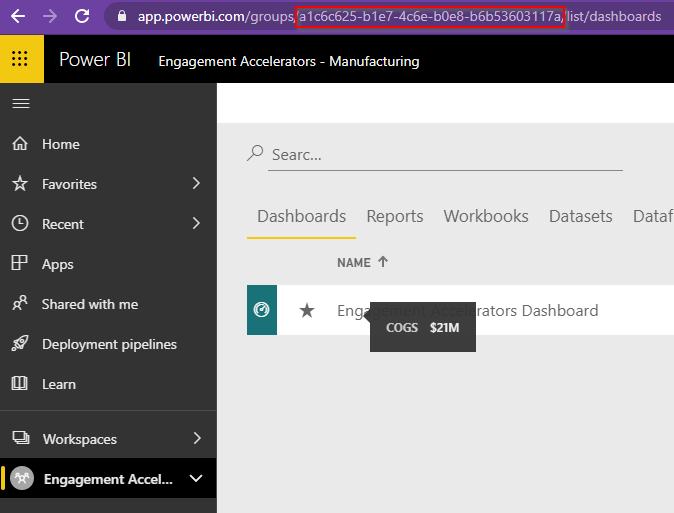 app.powerbi.com/groups/a1c6c625-b1e7-4c6e-b0e8-b6b53603117a/list/dashboards
Power BI Engagement Accelerators - Manufacturing
Home
Favorites
Recent
Apps
Shared with me
Deployment pipelines
Learn
Workspaces
Engagement Accel...
Searc...
Dashboards Reports Workbooks Datasets Dataf
NAME
Engagement Accelerators Dashboard
COGS $21M